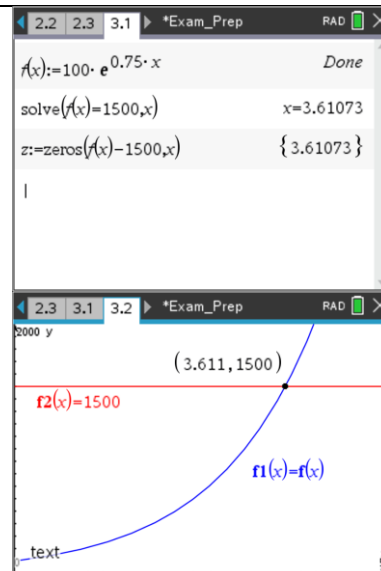 2.2 2.3 3.1 *Exam_Prep RAD
f(x):=100·e^0.75·x Done
solve(f(x)=1500,x) x=3.61073
z:=zeros(f(x)-1500,x) {3.61073}
2.3 3.1 3.2 *Exam_Prep RAD
2000 y
(3.611,1500)
f2(x)=1500
f1(x)=f(x)
text
0